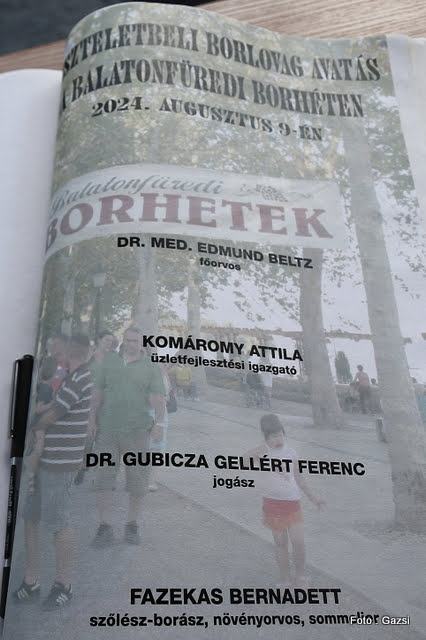 SZTELETBELI BORLOVAG AVATÁS
A BALATONFÜREDI BORHÉTEN
2024. AUGUSZTUS 9-ÉN
Balatonfüredi
BORHETEK
DR. MED. EDMUND BELTZ
főorvos
KOMÁROMY ATTILA
üzletfejlesztési igazgató
DR. GUBICZA GELLÉRT FERENC
jogász
FAZEKAS BERNADETT
szőlész-borász, növényorvos, sommelier
Fotó : Gazsi